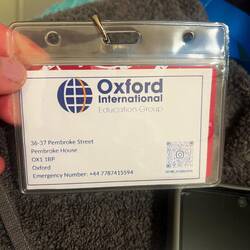 Oxford
International
Education Group
36-37 Pembroke Street
Pembroke House
OX1 1BP
Oxford
Emergency Number: +44 7787415594